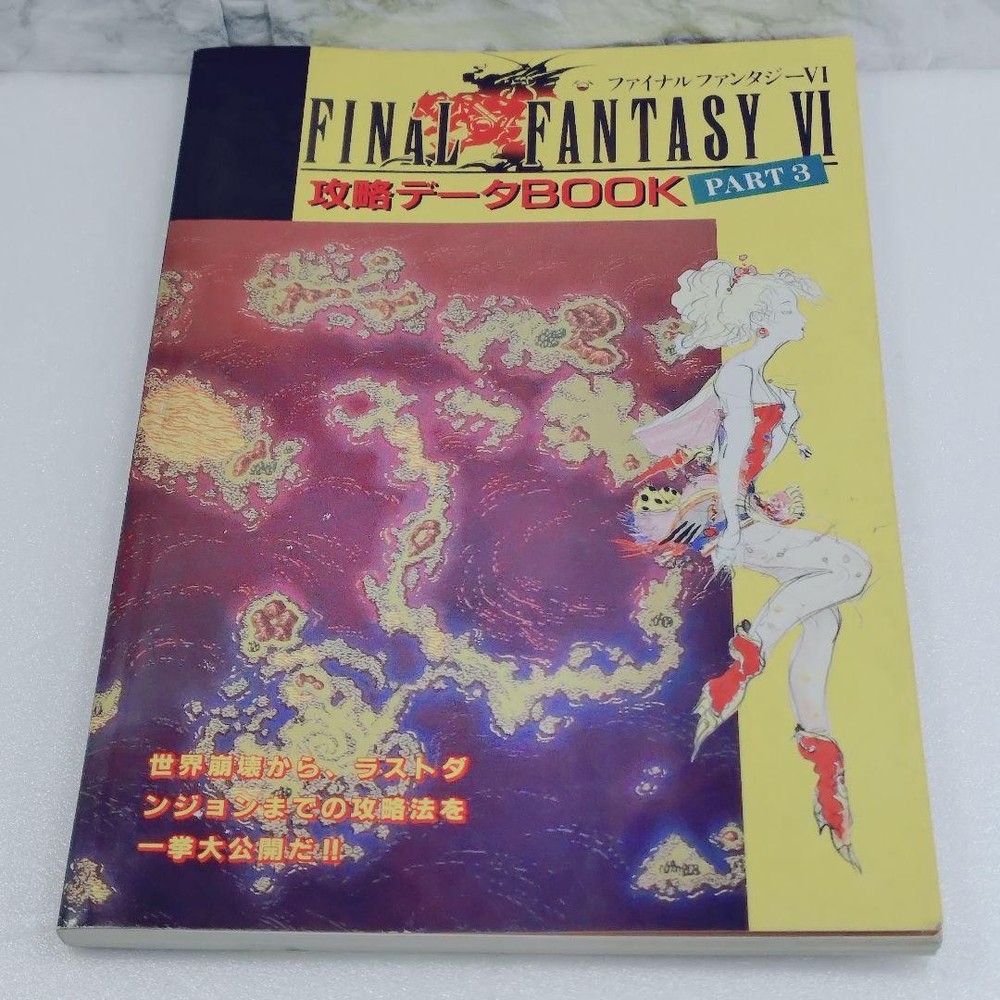 ファイナルファンタジーVI
FINAL FANTASY VI
攻略データBOOK PART 3
世界崩壊から、ラストダ
ンジョンまでの攻略法を
一挙大公開だ!!